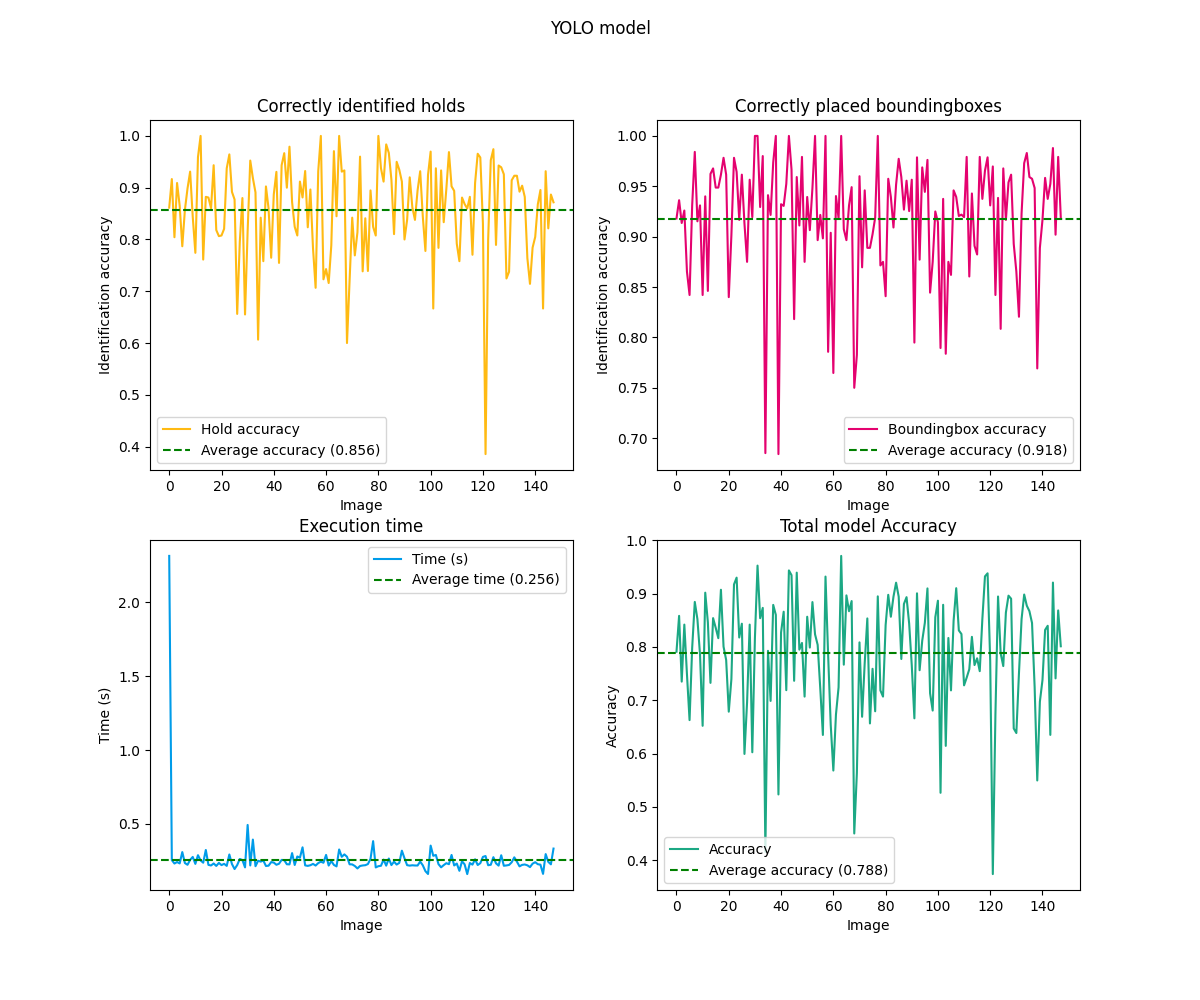 YOLO model
Correctly identified holds
Identification accuracy
1.0
0.9
0.8
0.7
0.6
0.5
0.4
Hold accuracy
Average accuracy (0.856)
0 20 40 60 80 100 120 140
Image
Correctly placed boundingboxes
Identification accuracy
1.00
0.95
0.90
0.85
0.80
0.75
0.70
Boundingbox accuracy
Average accuracy (0.918)
0 20 40 60 80 100 120 140
Image
Execution time
Time (s)
2.0
1.5
1.0
0.5
Time (s)
Average time (0.256)
0 20 40 60 80 100 120 140
Image
Total model Accuracy
Accuracy
1.0
0.9
0.8
0.7
0.6
0.5
0.4
Accuracy
Average accuracy (0.788)
0 20 40 60 80 100 120 140
Image